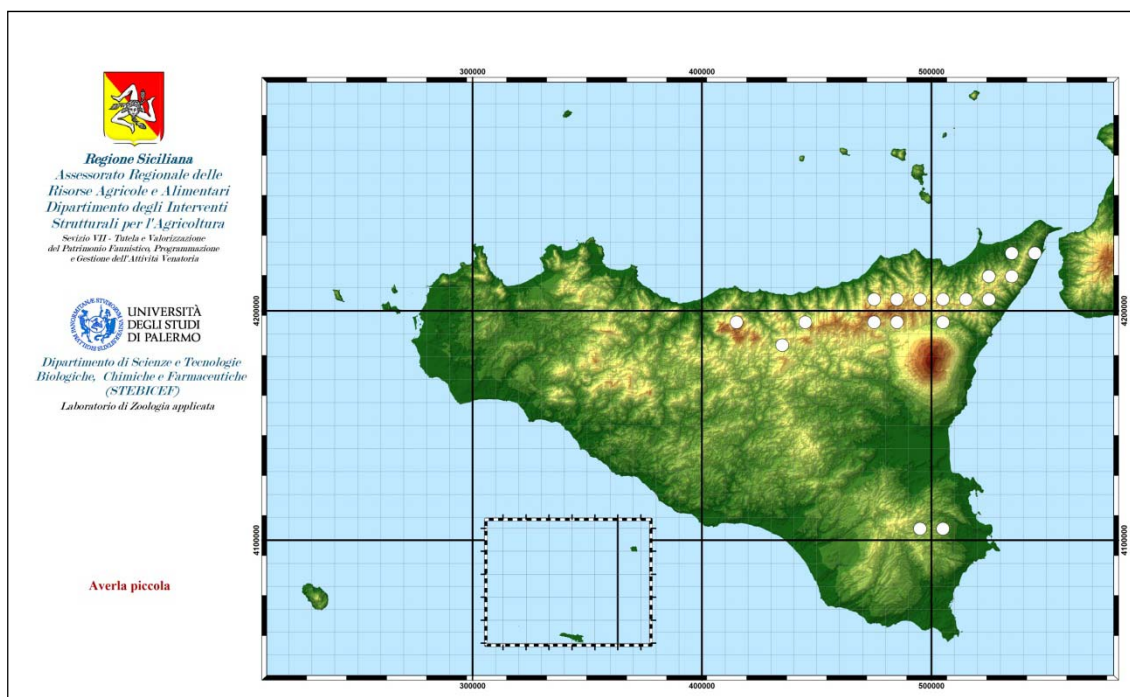 Regione Siciliana
Assessorato Regionale delle
Risorse Agricole e Alimentari
Dipartimento degli Interventi
Strutturali per l'Agricoltura
Sevizio VII - Tutela e Valorizzazione
del Patrimonio Faunistico, Programmazione
e Gestione dell'Attività Venatoria
UNIVERSITÀ
DEGLI STUDI
DI PALERMO
Dipartimento di Scienze e Tecnologie
Biologiche, Chimiche e Farmaceutiche
(STEBICEF)
Laboratorio di Zoologia applicata
Averla piccola
300000
400000
500000
4200000
4200000
4100000
4100000
300000
400000
500000